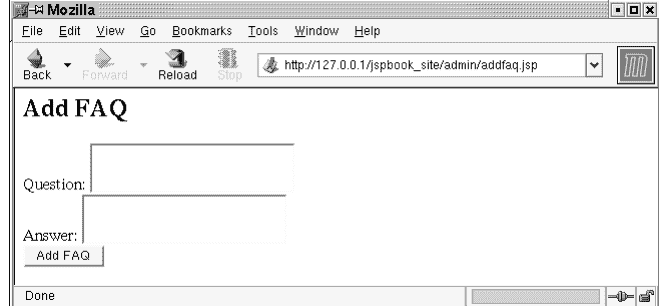 Mozilla
File Edit View Go Bookmarks Tools Window Help
Back Forward Reload Stop http://127.0.0.1/jspbook_site/admin/addfaq.jsp
Add FAQ
Question:
Answer:
Add FAQ
Done